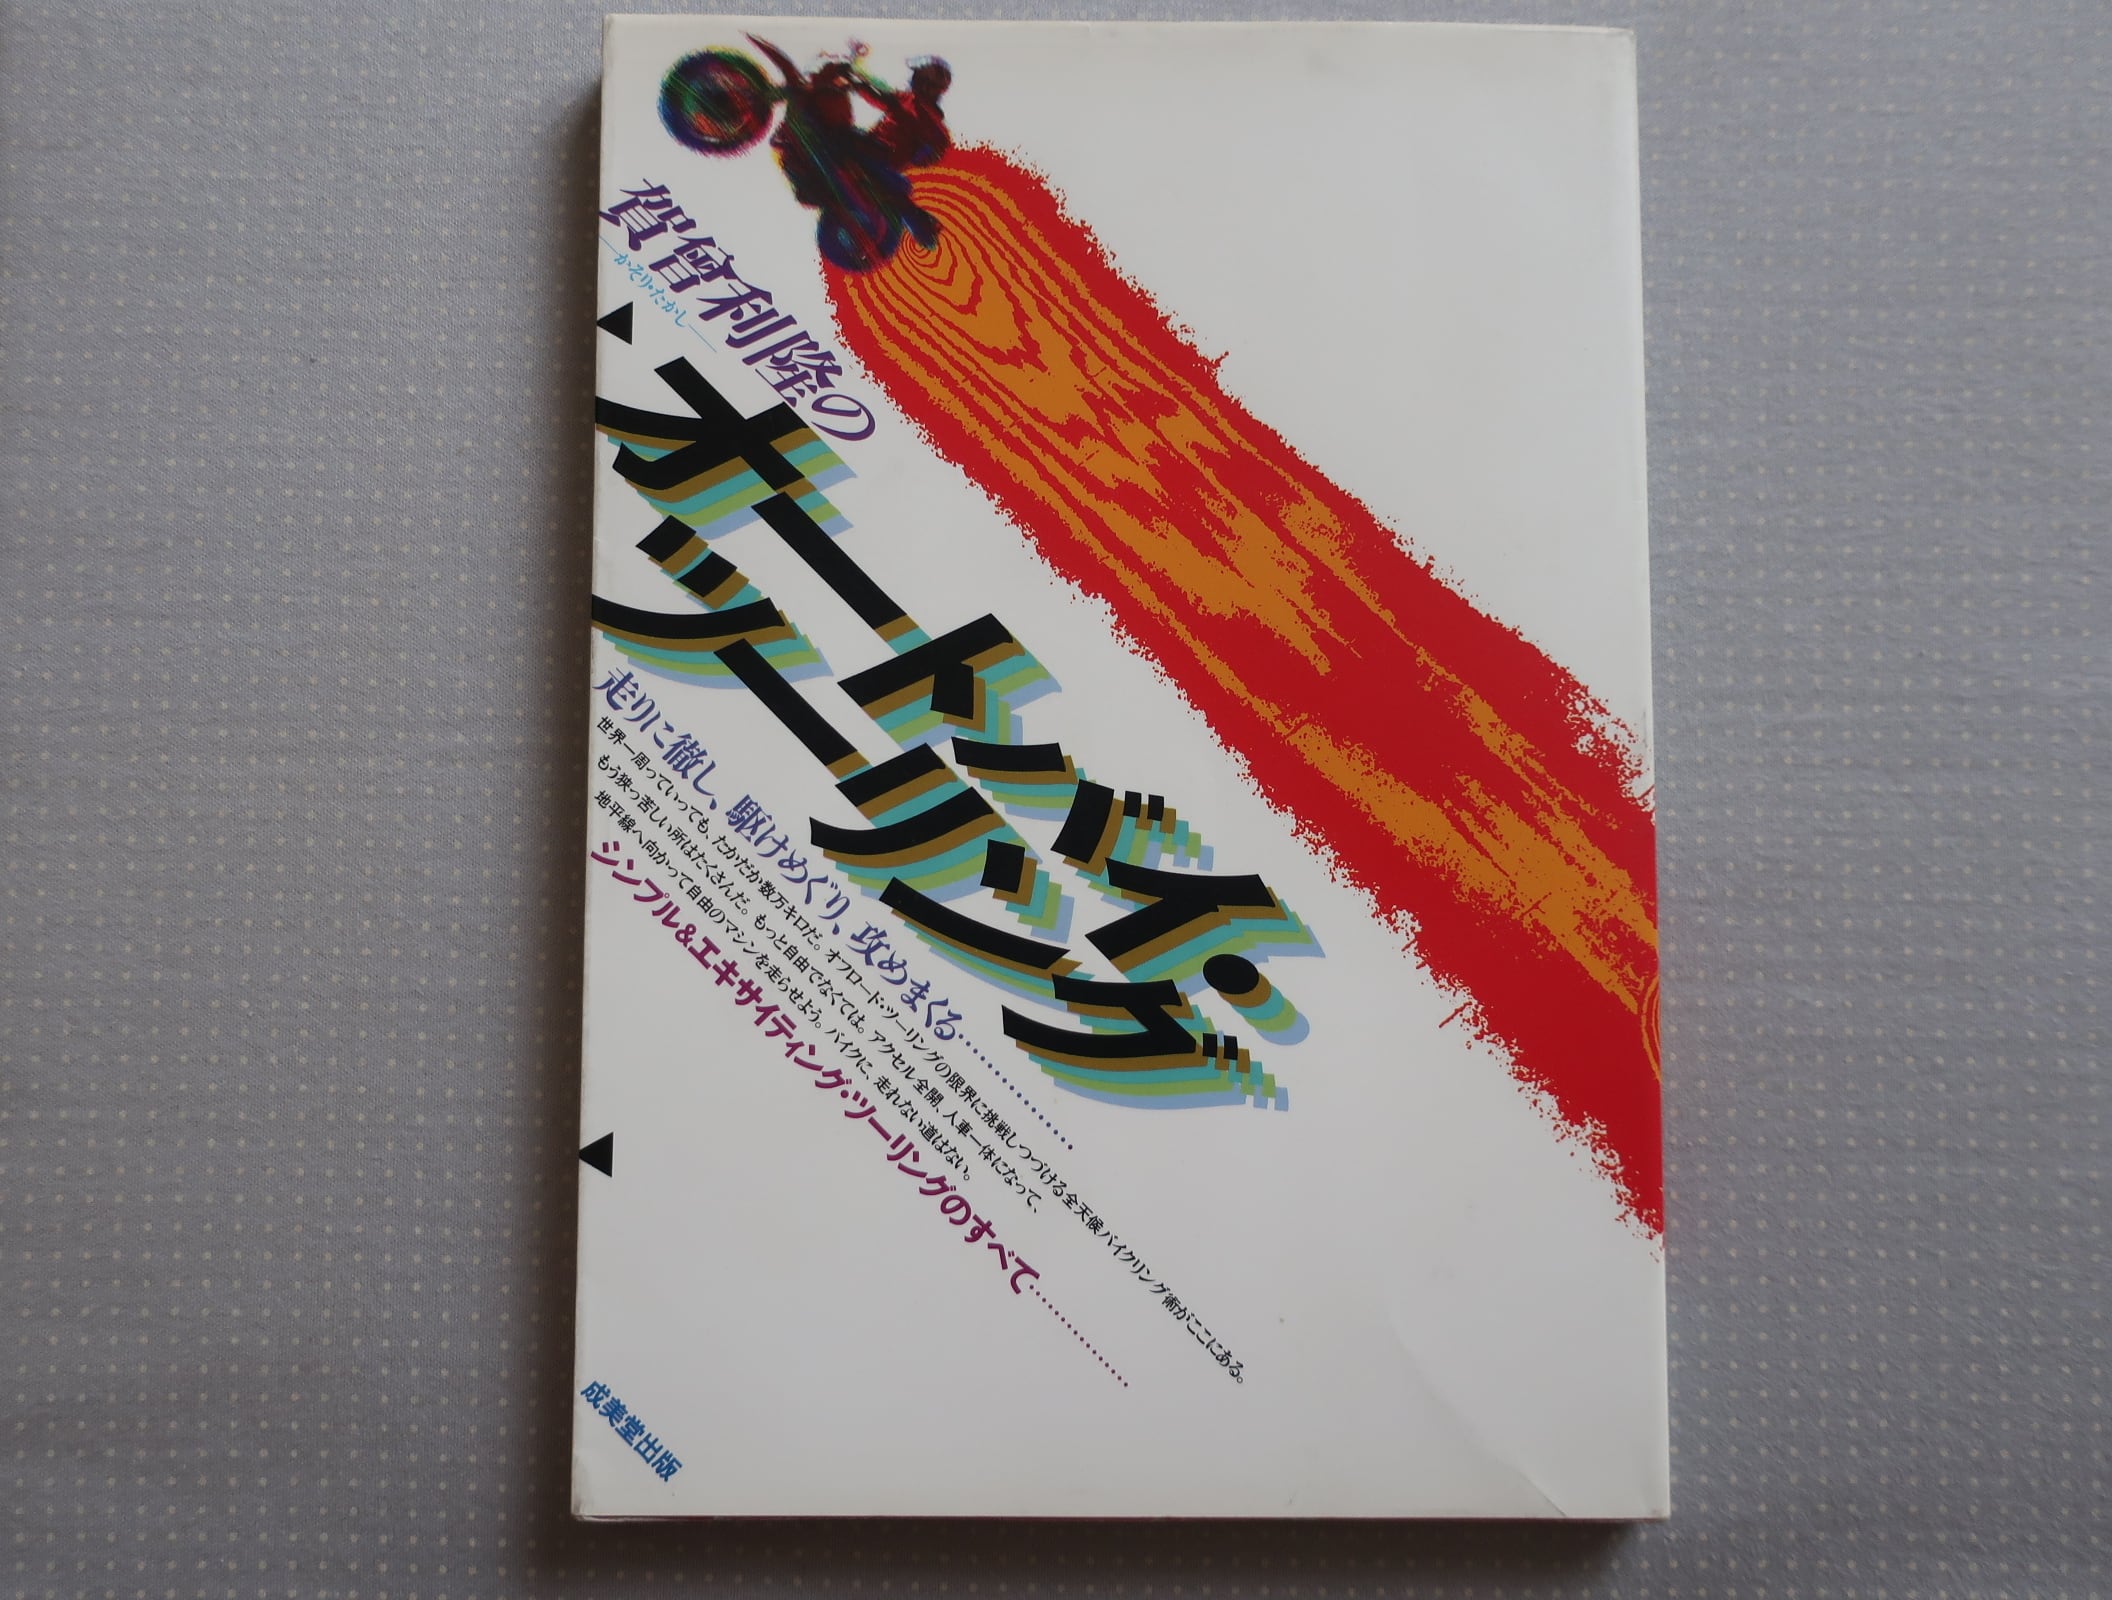 賀曽利隆の
かそり・たかし
オートバイ・
ツーリング
走りに徹し、駆けめぐり、攻めまくる……………
世界一周っていっても、たかだか数万キロだ。オフロード・ツーリングの限界に挑戦しつづける全天候バイクリング術がここにある。
もう狭っ苦しい所はたくさんだ。もっと自由でなくては。アクセル全開、人車一体になって、
地平線へ向かって自由のマシンを走らせよう。バイクに、走れない道はない。
シンプル&エキサイティング・ツーリングのすべて……………
成美堂出版